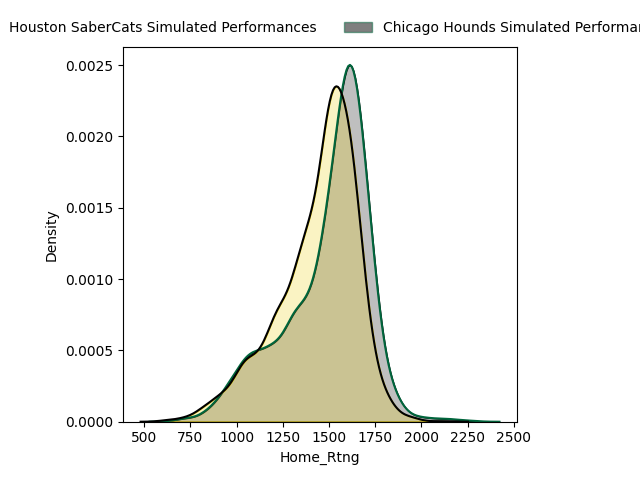 Houston SaberCats Simulated Performances
Chicago Hounds Simulated Performa
0.0025
0.0020
0.0015
0.0010
0.0005
0.0000
Density
500 750 1000 1250 1500 1750 2000 2250 2500
Home_Rtng